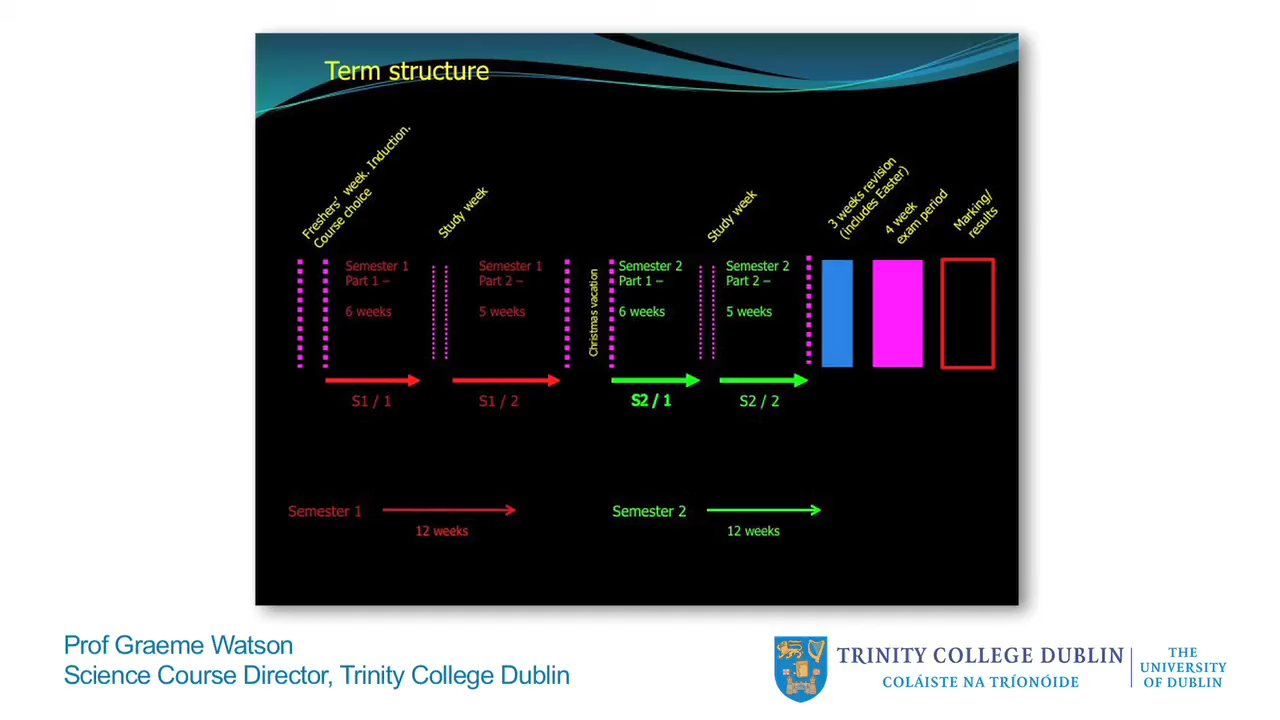 Term structure
Freshers' week. Induction.
Course choice
Study week
Study week
3 weeks revision
(includes Easter)
4 week
exam period
Marking/
results
Semester 1
Part 1 –
6 weeks
Semester 1
Part 2 –
5 weeks
Christmas vacation
Semester 2
Part 1 –
6 weeks
Semester 2
Part 2 –
5 weeks
S1 / 1
S1 / 2
S2 / 1
S2 / 2
Semester 1
12 weeks
Semester 2
12 weeks
Prof Graeme Watson
Science Course Director, Trinity College Dublin
TRINITY COLLEGE DUBLIN
COLÁISTE NA TRÍONÓIDE
THE
UNIVERSITY
OF DUBLIN